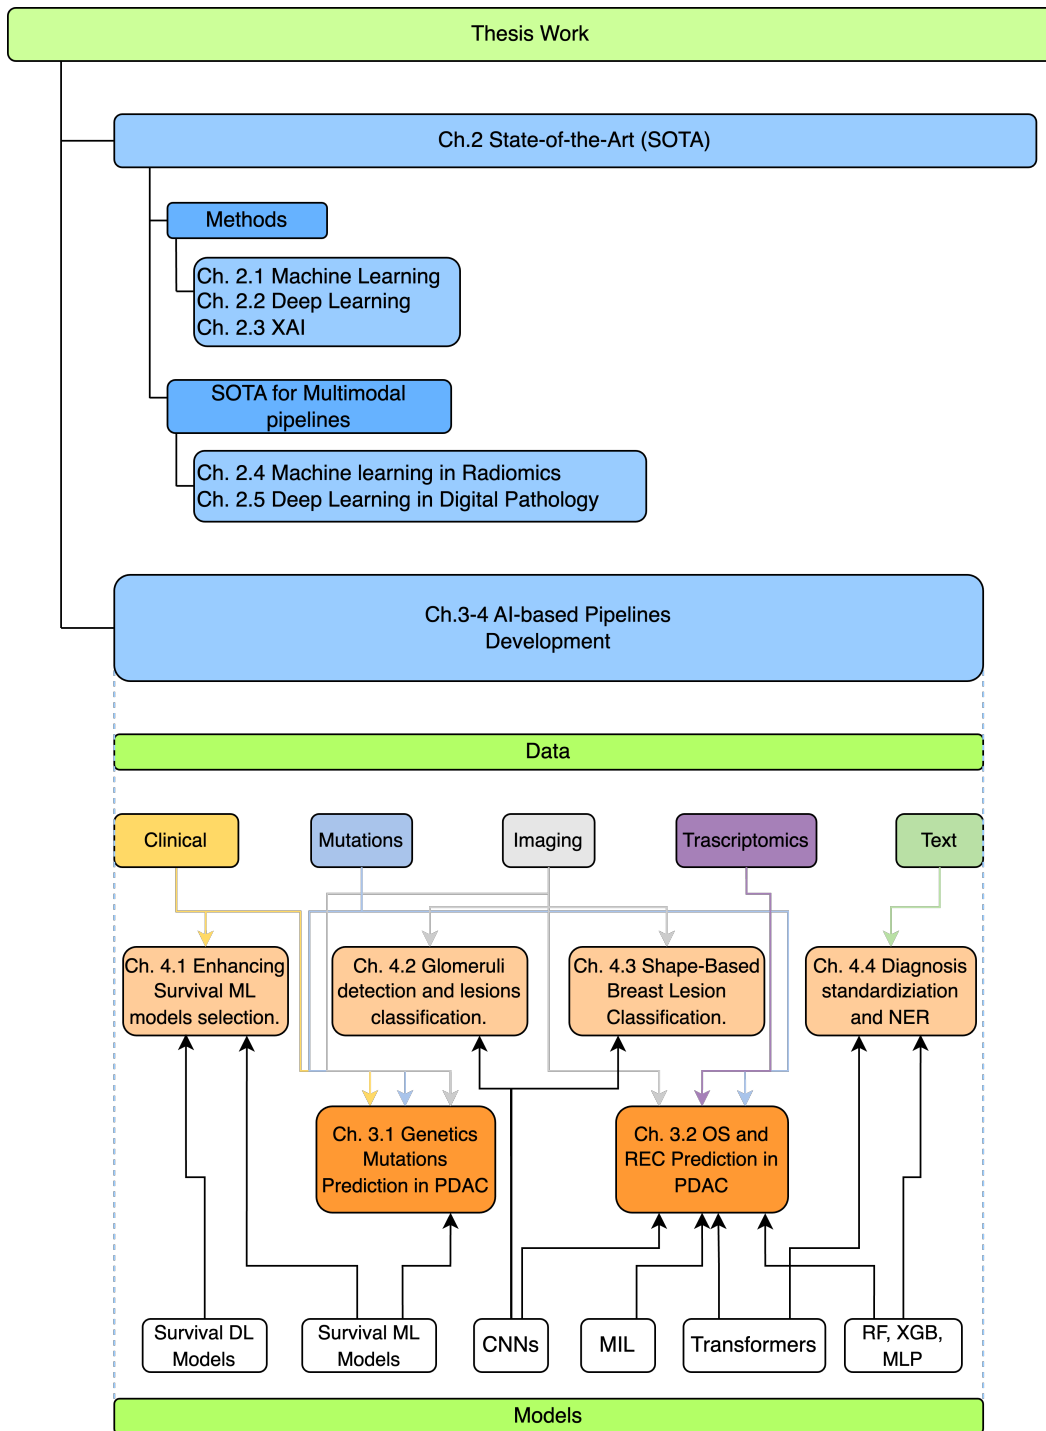 Thesis Work
Ch.2 State-of-the-Art (SOTA)
Methods
Ch. 2.1 Machine Learning
Ch. 2.2 Deep Learning
Ch. 2.3 XAI
SOTA for Multimodal
pipelines
Ch. 2.4 Machine learning in Radiomics
Ch. 2.5 Deep Learning in Digital Pathology
Ch.3-4 AI-based Pipelines
Development
Data
Clinical
Mutations
Imaging
Trascriptomics
Text
Ch. 4.1 Enhancing
Survival ML
models selection.
Ch. 4.2 Glomeruli
detection and lesions
classification.
Ch. 4.3 Shape-Based
Breast Lesion
Classification.
Ch. 4.4 Diagnosis
standardiziation
and NER
Ch. 3.1 Genetics
Mutations
Prediction in PDAC
Ch. 3.2 OS and
REC Prediction in
PDAC
Survival DL
Models
Survival ML
Models
CNNs
MIL
Transformers
RF, XGB,
MLP
Models